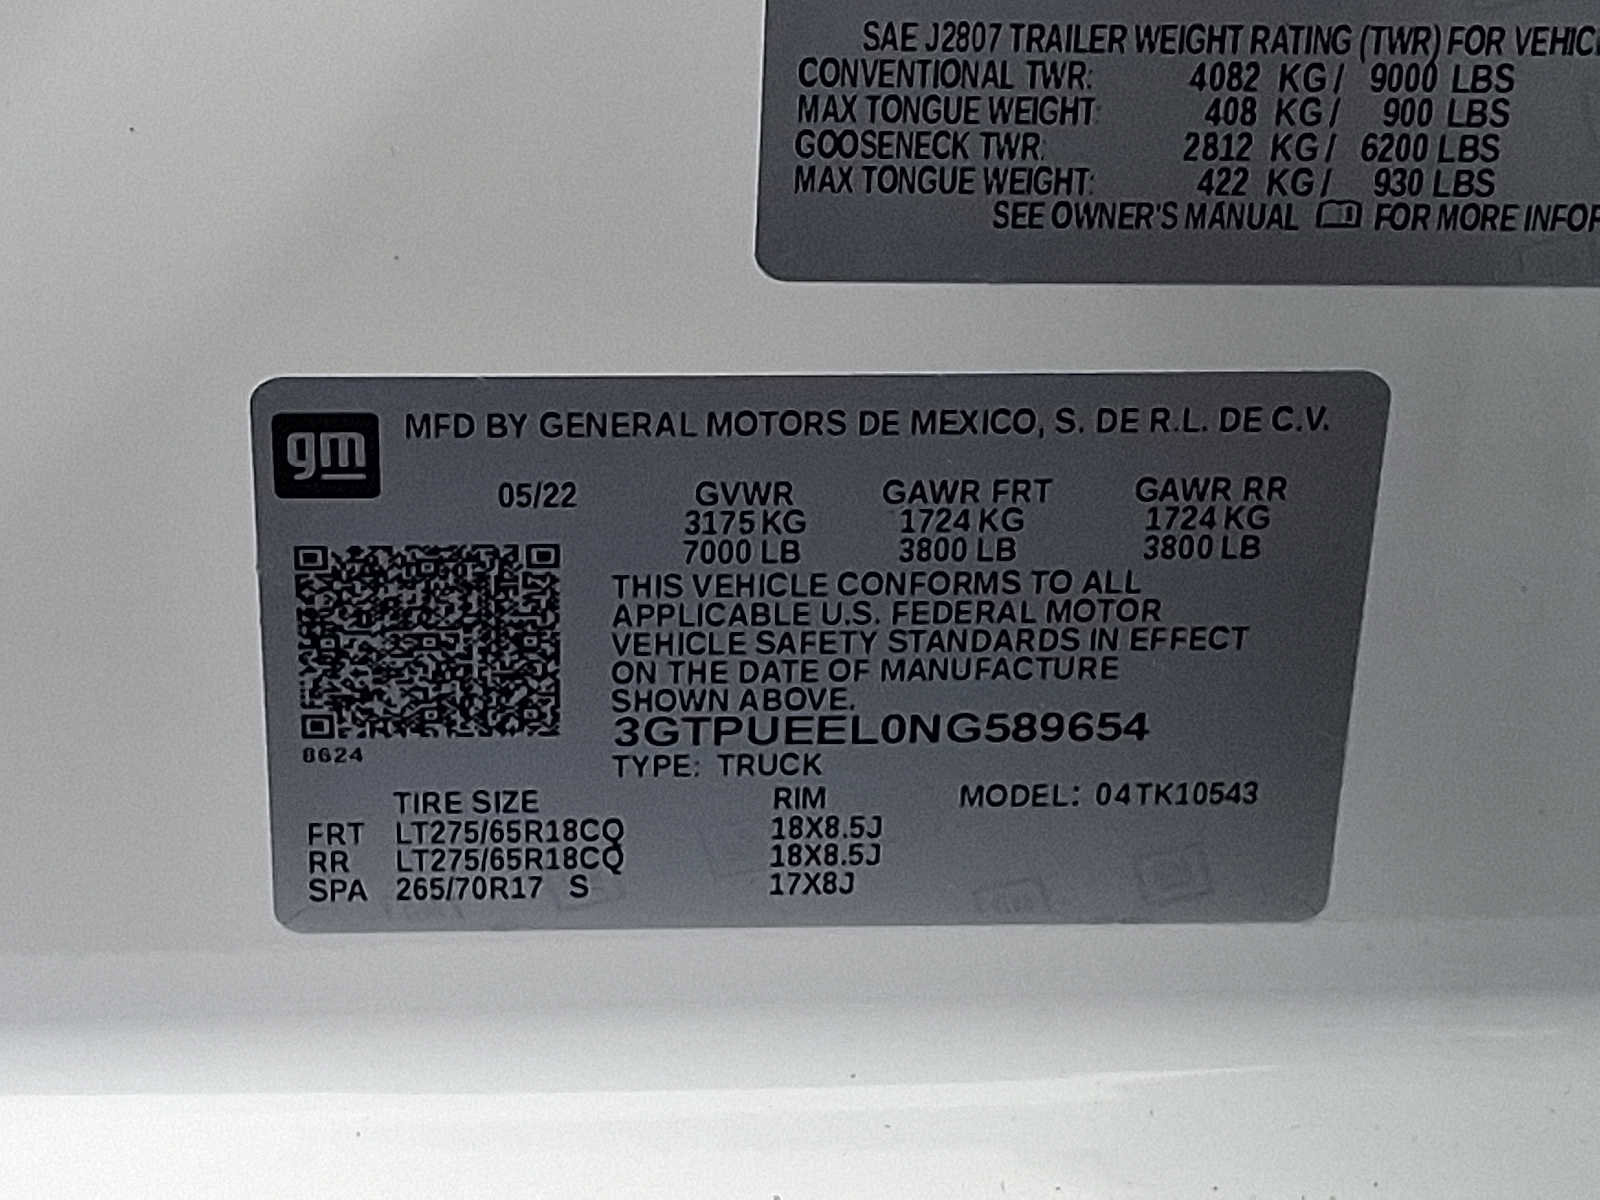 SAE J2807 TRAILER WEIGHT RATING (TWR) FOR
CONVENTIONAL TWR: 4082 KG/ 9000 LBS
MAX TONGUE WEIGHT: 408 KG/ 900 LBS
GOOSENECK TWR: 2812 KG/ 6200 LBS
MAX TONGUE WEIGHT: 422 KG/ 930 LBS
SEE OWNER'S MANUAL FOR MORE
gm
MFD BY GENERAL MOTORS DE MEXICO, S. DE R.L. DE C.V.
05/22 GVWR GAWR FRT GAWR RR
3175 KG 1724 KG 1724 KG
7000 LB 3800 LB 3800 LB
THIS VEHICLE CONFORMS TO ALL
APPLICABLE U.S. FEDERAL MOTOR
VEHICLE SAFETY STANDARDS IN EFFECT
ON THE DATE OF MANUFACTURE
SHOWN ABOVE.
3GTPUEEL0NG589654
8624
TYPE: TRUCK
TIRE SIZE RIM MODEL: 04TK10543
FRT LT275/65R18CQ 18X8.5J
RR LT275/65R18CQ 18X8.5J
SPA 265/70R17 S 17X8J